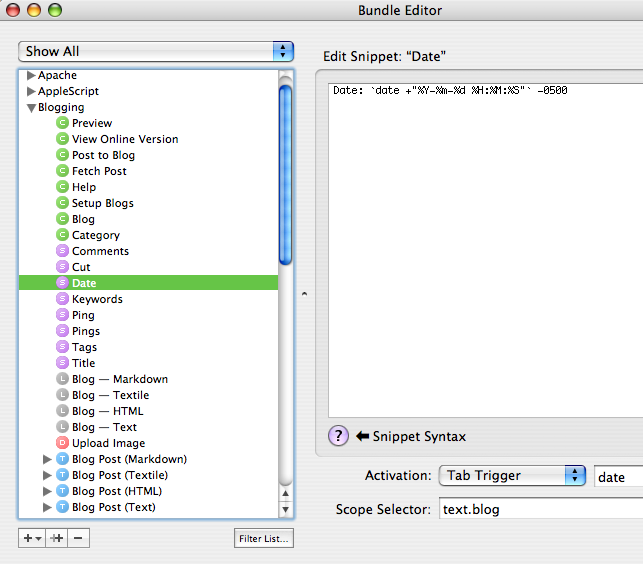 Bundle Editor
Show All
Edit Snippet: “Date”
Apache
AppleScript
Blogging
C Preview
C View Online Version
C Post to Blog
C Fetch Post
C Help
C Setup Blogs
C Blog
C Category
S Comments
S Cut
S Date
S Keywords
S Ping
S Pings
S Tags
S Title
L Blog — Markdown
L Blog — Textile
L Blog — HTML
L Blog — Text
D Upload Image
T Blog Post (Markdown)
T Blog Post (Textile)
T Blog Post (HTML)
T Blog Post (Text)
Filter List...
Date: `date +"%Y-%m-%d %H:%M:%S"` -0500
? Snippet Syntax
Activation: Tab Trigger date
Scope Selector: text.blog